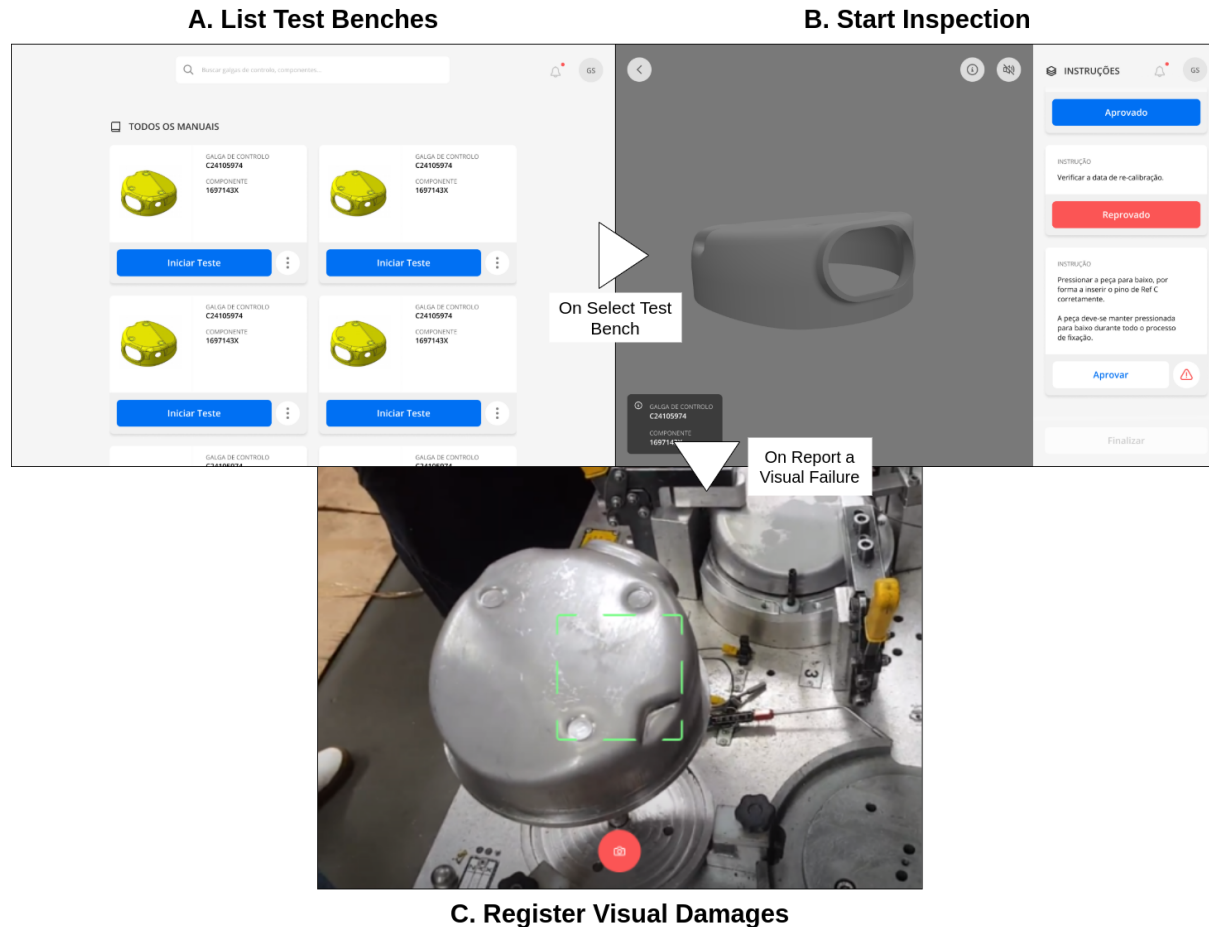 A. List Test Benches
B. Start Inspection
Buscar galgas de controlo, componentes...
GS
TODOS OS MANUAIS
GALGA DE CONTROLO
C24105974
COMPONENTE
1697143X
Iniciar Teste
GALGA DE CONTROLO
C24105974
COMPONENTE
1697143X
Iniciar Teste
GALGA DE CONTROLO
C24105974
COMPONENTE
1697143X
Iniciar Teste
GALGA DE CONTROLO
C24105974
COMPONENTE
1697143X
Iniciar Teste
GALGA DE CONTROLO
C24105974
GALGA DE CONTROLO
C24105974
On Select Test
Bench
GALGA DE CONTROLO
C24105974
COMPONENTE
INSTRUÇÕES
GS
Aprovado
INSTRUÇÃO
Verificar a data de re-calibração.
Reprovado
INSTRUÇÃO
Pressionar a peça para baixo, por
forma a inserir o pino de Ref C
corretamente.
A peça deve-se manter pressionada
para baixo durante todo o processo
de fixação.
Aprovar
Finalizar
On Report a
Visual Failure
3
C. Register Visual Damages